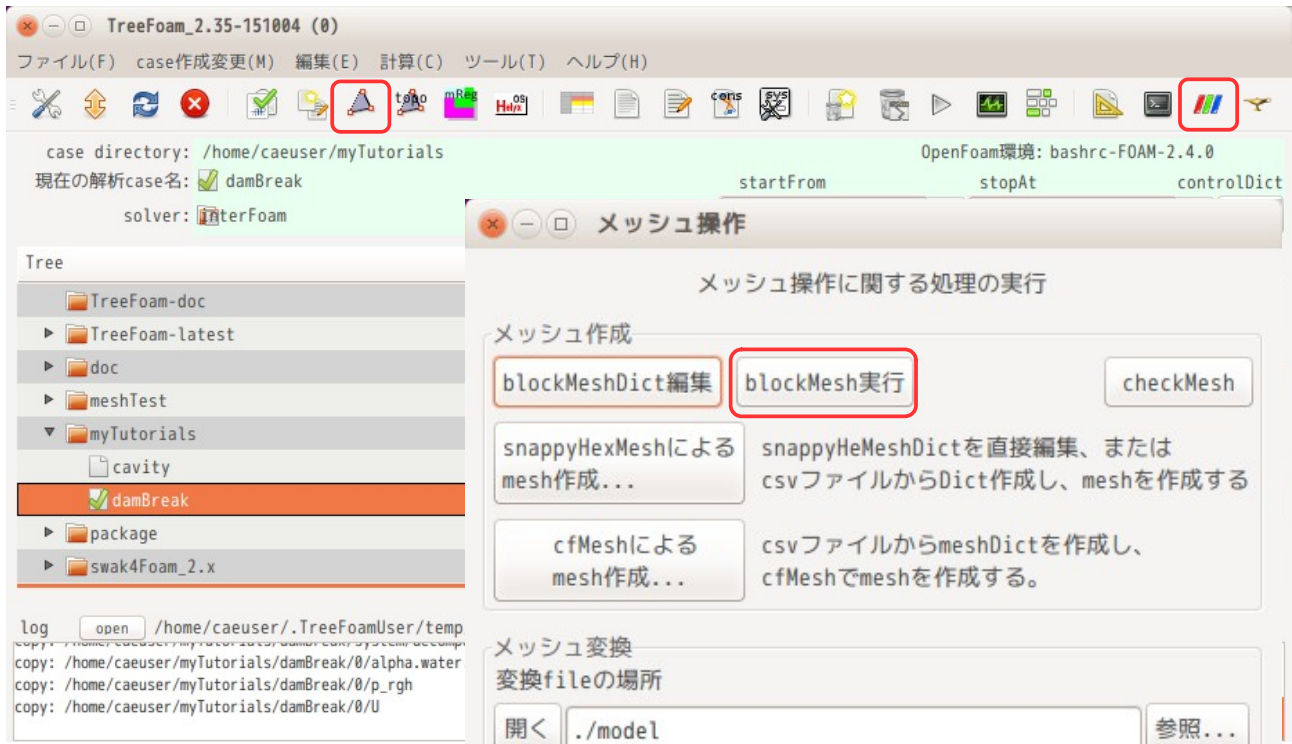 TreeFoam_2.35-151004 (0)
ファイル(F) case作成変更(M) 編集(E) 計算(C) ツール(T) ヘルプ(H)
topo mReg HelyxOS cons SyS
case directory: /home/caeuser/myTutorials
OpenFoam環境: bashrc-FOAM-2.4.0
現在の解析case名: damBreak
startFrom stopAt controlDict
solver: interFoam
Tree
TreeFoam-doc
TreeFoam-latest
doc
meshTest
myTutorials
cavity
damBreak
package
swak4Foam_2.x
log open /home/caeuser/.TreeFoamUser/temp
copy: /home/caeuser/myTutorials/damBreak/system/decomp
copy: /home/caeuser/myTutorials/damBreak/0/alpha.water
copy: /home/caeuser/myTutorials/damBreak/0/p_rgh
copy: /home/caeuser/myTutorials/damBreak/0/U
メッシュ操作
メッシュ操作に関する処理の実行
メッシュ作成
blockMeshDict編集 blockMesh実行 checkMesh
snappyHexMeshによる
mesh作成...
snappyHeMeshDictを直接編集、または
csvファイルからDict作成し、meshを作成する
cfMeshによる
mesh作成...
csvファイルからmeshDictを作成し、
cfMeshでmeshを作成する。
メッシュ変換
変換fileの場所
開く ./model 参照...